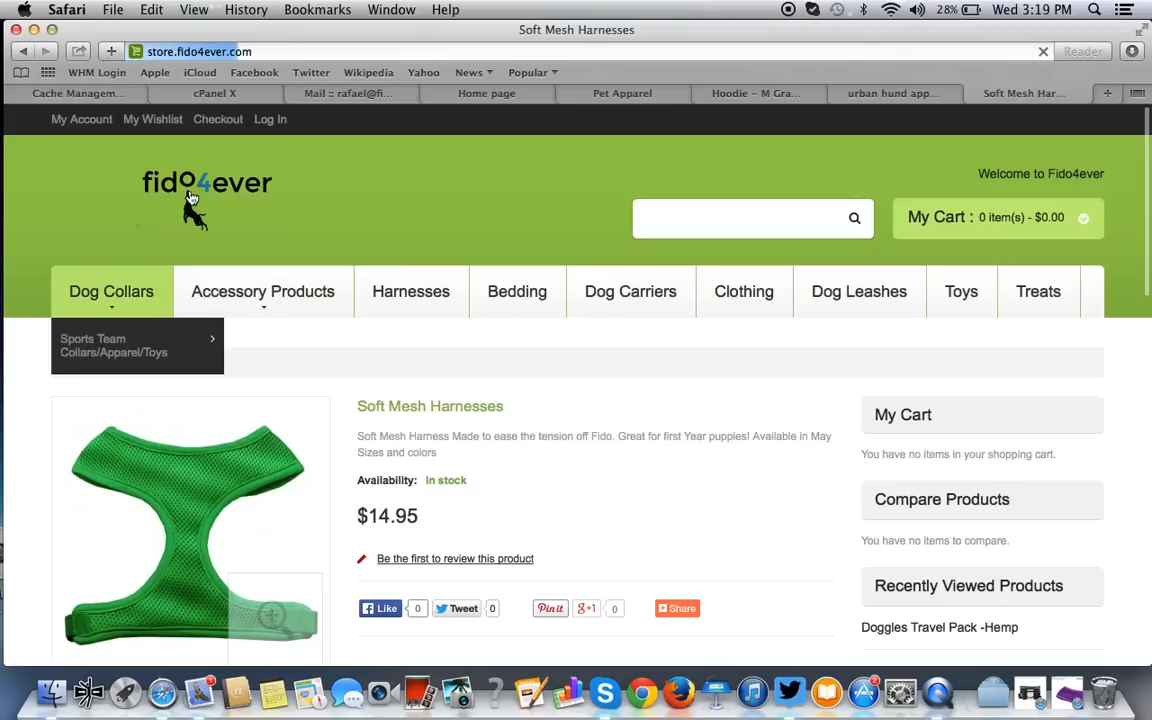 Safari File Edit View History Bookmarks Window Help 28% Wed 3:19 PM
Soft Mesh Harnesses
store.fido4ever.com Reader
WHM Login Apple iCloud Facebook Twitter Wikipedia Yahoo News Popular
Cache Managem... cPanel X Mail :: rafael@fi... Home page Pet Apparel Hoodie – M Gra... urban hund app... Soft Mesh Har...
My Account My Wishlist Checkout Log In
fido4ever
Welcome to Fido4ever
My Cart : 0 item(s) - $0.00
Dog Collars Accessory Products Harnesses Bedding Dog Carriers Clothing Dog Leashes Toys Treats
Sports Team
Collars/Apparel/Toys
Soft Mesh Harnesses
Soft Mesh Harness Made to ease the tension off Fido. Great for first Year puppies! Available in May
Sizes and colors
Availability: in stock
$14.95
Be the first to review this product
Like 0 Tweet 0 Pin it g+1 0 Share
My Cart
You have no items in your shopping cart.
Compare Products
You have no items to compare.
Recently Viewed Products
Doggles Travel Pack -Hemp